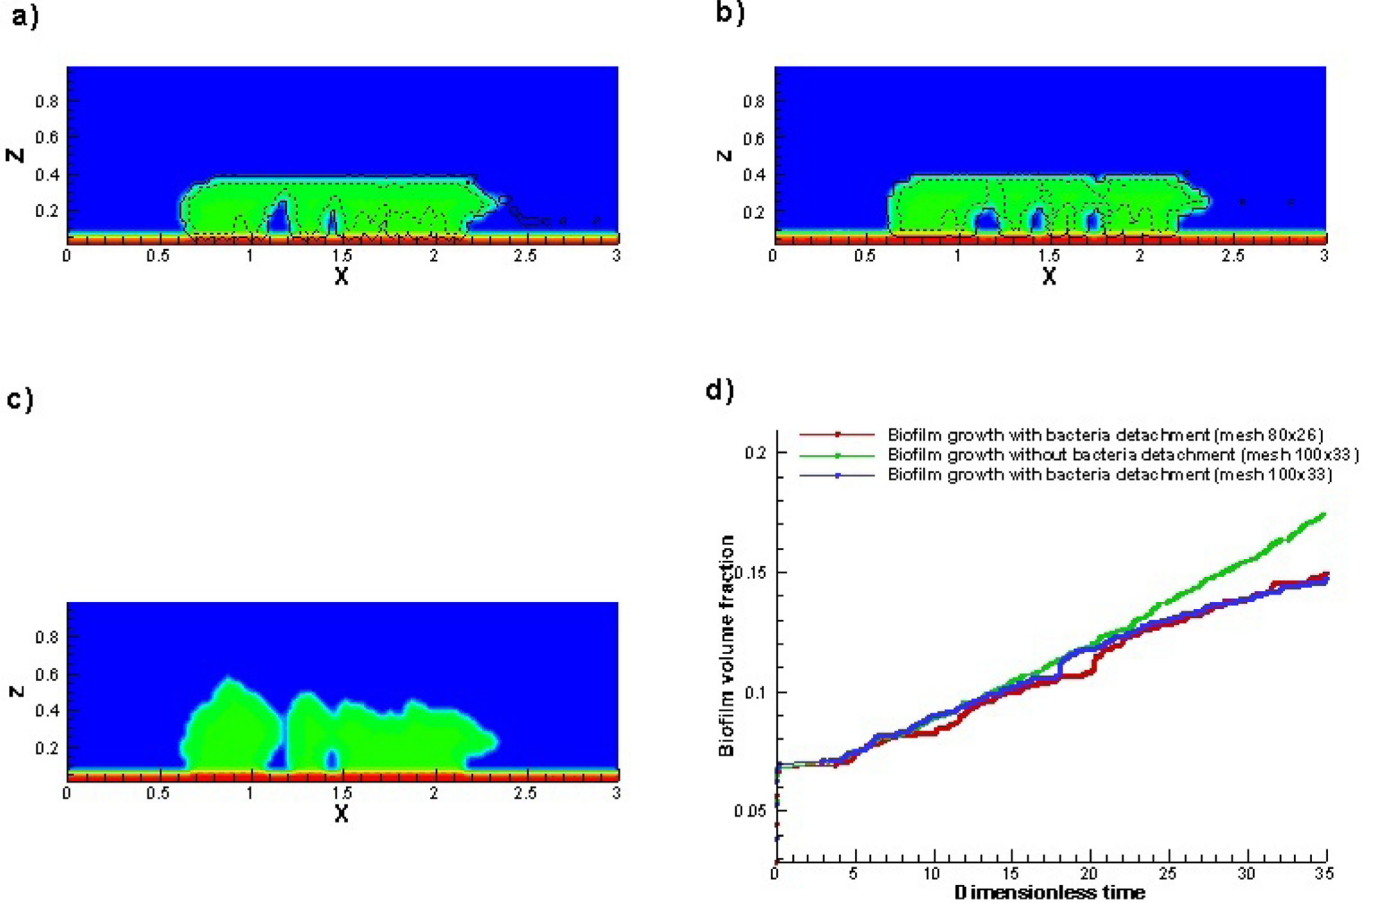 a)
b)
0.8
0.6
0.4
0.2
Z
0 0.5 1 1.5 2 2.5 3
X
0.8
0.6
0.4
0.2
Z
0 0.5 1 1.5 2 2.5 3
X
c)
d)
0.8
0.6
0.4
0.2
Z
0 0.5 1 1.5 2 2.5 3
X
Biofilm growth with bacteria detachment (mesh 80x26)
Biofilm growth without bacteria detachment (mesh 100x33)
Biofilm growth with bacteria detachment (mesh 100x33)
0.2
0.15
0.1
0.05
Biofilm volume fraction
0 5 10 15 20 25 30 35
Dimensionless time